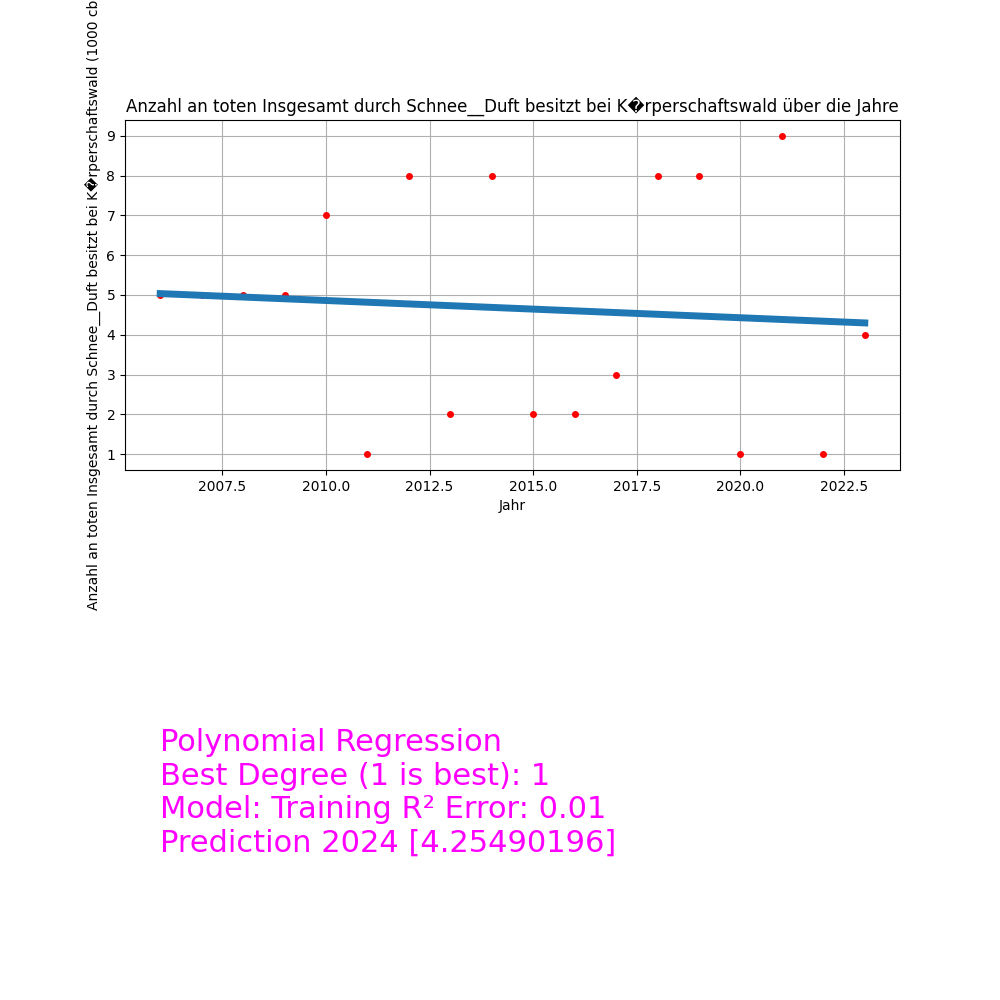 Anzahl an toten Insgesamt durch Schnee__Duft besitzt bei K�rperschaftswald über die Jahre
Anzahl an toten Insgesamt durch Schnee__Duft besitzt bei K�rperschaftswald (1000 cb
9
8
7
6
5
4
3
2
1
2007.5 2010.0 2012.5 2015.0 2017.5 2020.0 2022.5
Jahr
Polynomial Regression
Best Degree (1 is best): 1
Model: Training R² Error: 0.01
Prediction 2024 [4.25490196]